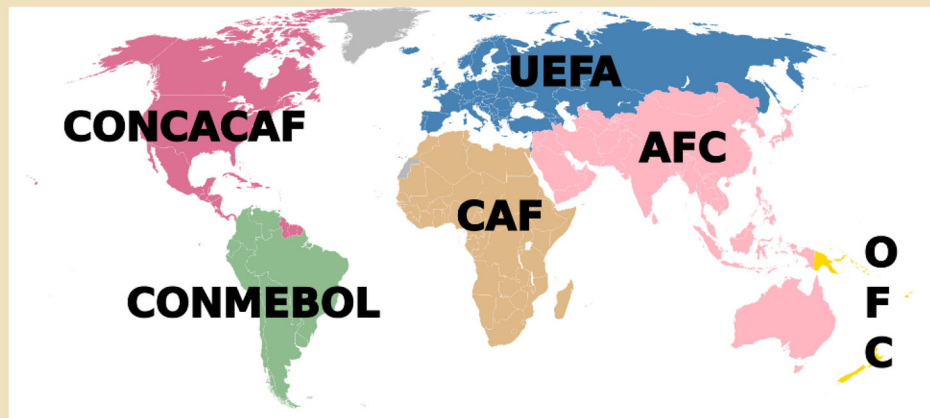 UEFA
CONCACAF
AFC
CAF
CONMEBOL
O
F
C